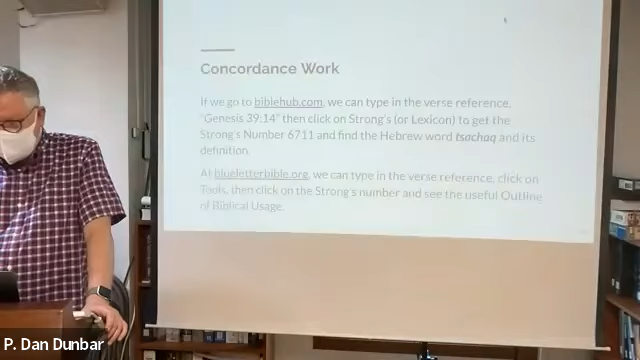 Concordance Work
If we go to biblehub.com, we can type in the verse reference,
"Genesis 39:14" then click on Strong's (or Lexicon) to get the
Strong's Number 6711 and find the Hebrew word tsachaq and its
definition.
At blueletterbible.org, we can type in the verse reference, click on
Tools, then click on the Strong's number and see the useful Outline
of Biblical Usage.
P. Dan Dunbar